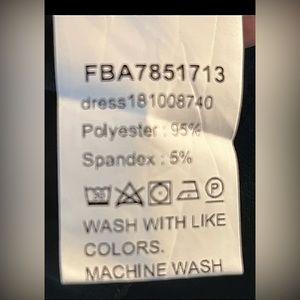 FBA7851713
dress181008740
Polyester : 95%
Spandex : 5%
P
WASH WITH LIKE
COLORS.
MACHINE WASH